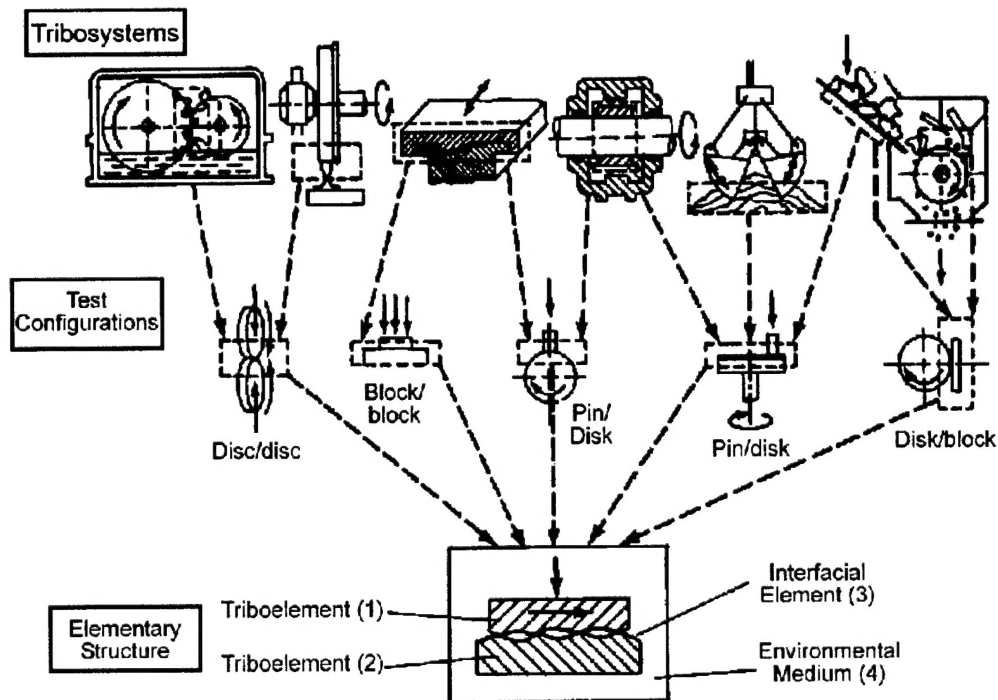 Tribosystems
Test
Configurations
Disc/disc
Block/
block
Pin/
Disk
Pin/disk
Disk/block
Elementary
Structure
Triboelement (1)
Triboelement (2)
Interfacial
Element (3)
Environmental
Medium (4)